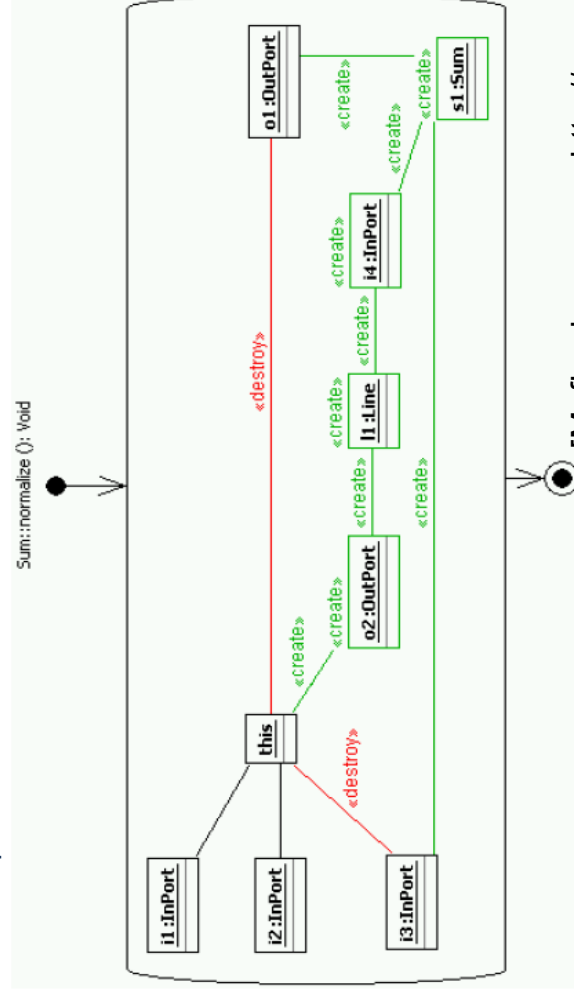 Sum::normalize (): Void
i1 :InPort
i2 :InPort
i3 :InPort
this
«destroy»
«destroy»
«create»
«create»
o2 :OutPort
«create»
«create»
l1 :Line
«create»
«create»
i4 :InPort
«create»
«create»
s1 :Sum
«create»
o1 :OutPort
«create»